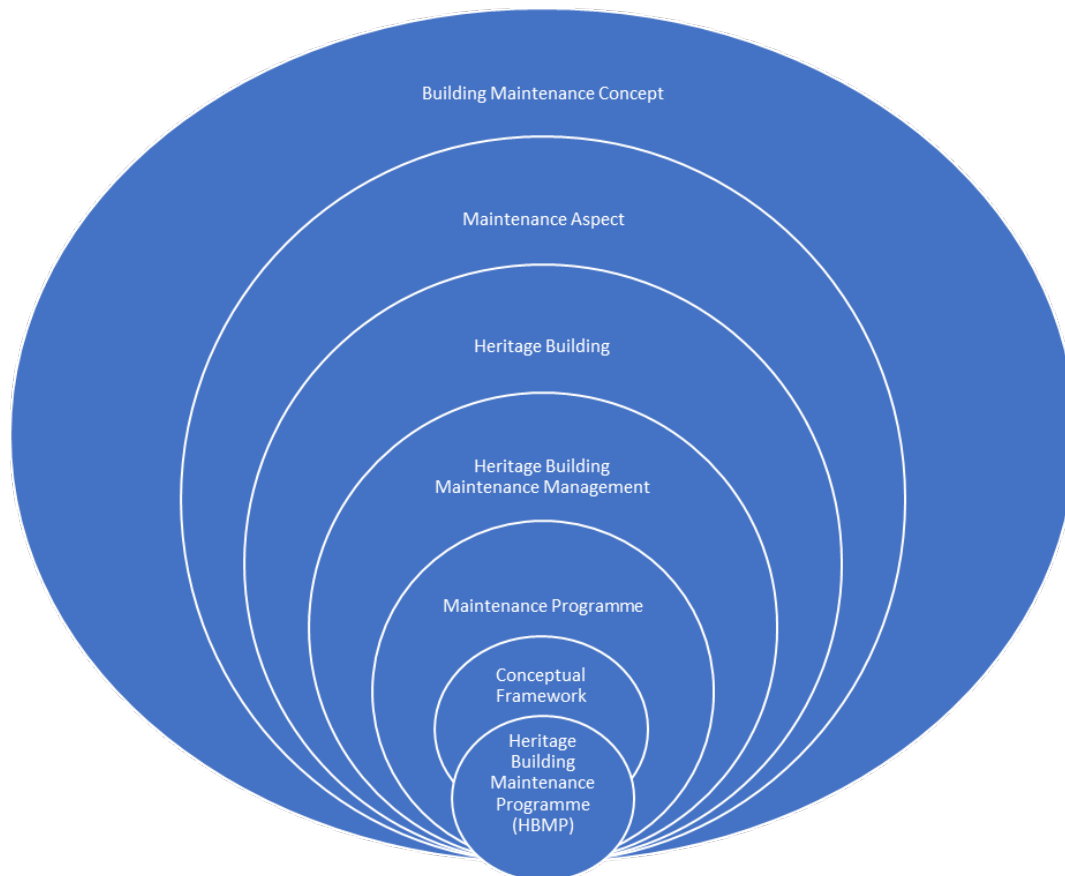 Building Maintenance Concept
Maintenance Aspect
Heritage Building
Heritage Building
Maintenance Management
Maintenance Programme
Conceptual
Framework
Heritage
Building
Maintenance
Programme
(HBMP)